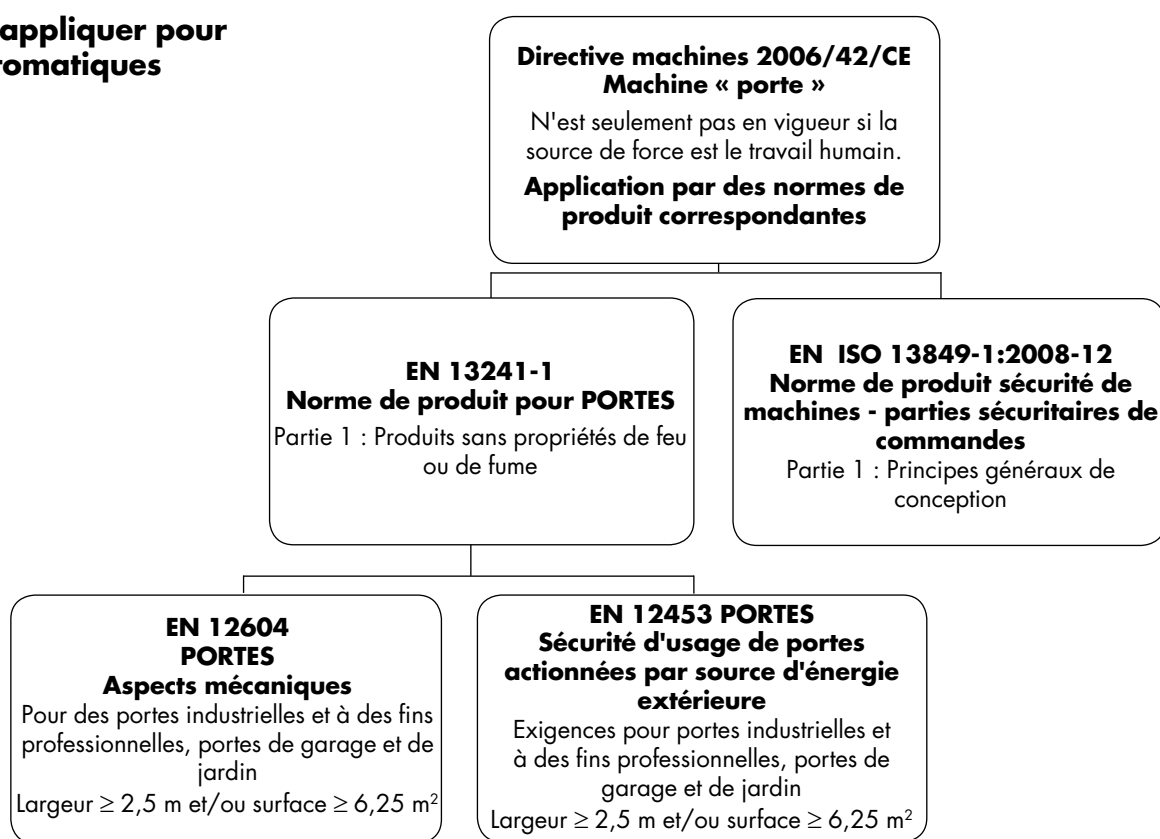 appliquer pour
tomatiques
Directive machines 2006/42/CE
Machine « porte »
N'est seulement pas en vigueur si la
source de force est le travail humain.
Application par des normes de
produit correspondantes
EN 13241-1
Norme de produit pour PORTES
Partie 1 : Produits sans propriétés de feu
ou de fume
EN ISO 13849-1:2008-12
Norme de produit sécurité de
machines - parties sécuritaires de
commandes
Partie 1 : Principes généraux de
conception
EN 12604
PORTES
Aspects mécaniques
Pour des portes industrielles et à des fins
professionnelles, portes de garage et de
jardin
Largeur ≥ 2,5 m et/ou surface ≥ 6,25 m²
EN 12453 PORTES
Sécurité d'usage de portes
actionnées par source d'énergie
extérieure
Exigences pour portes industrielles et
à des fins professionnelles, portes de
garage et de jardin
Largeur ≥ 2,5 m et/ou surface ≥ 6,25 m²